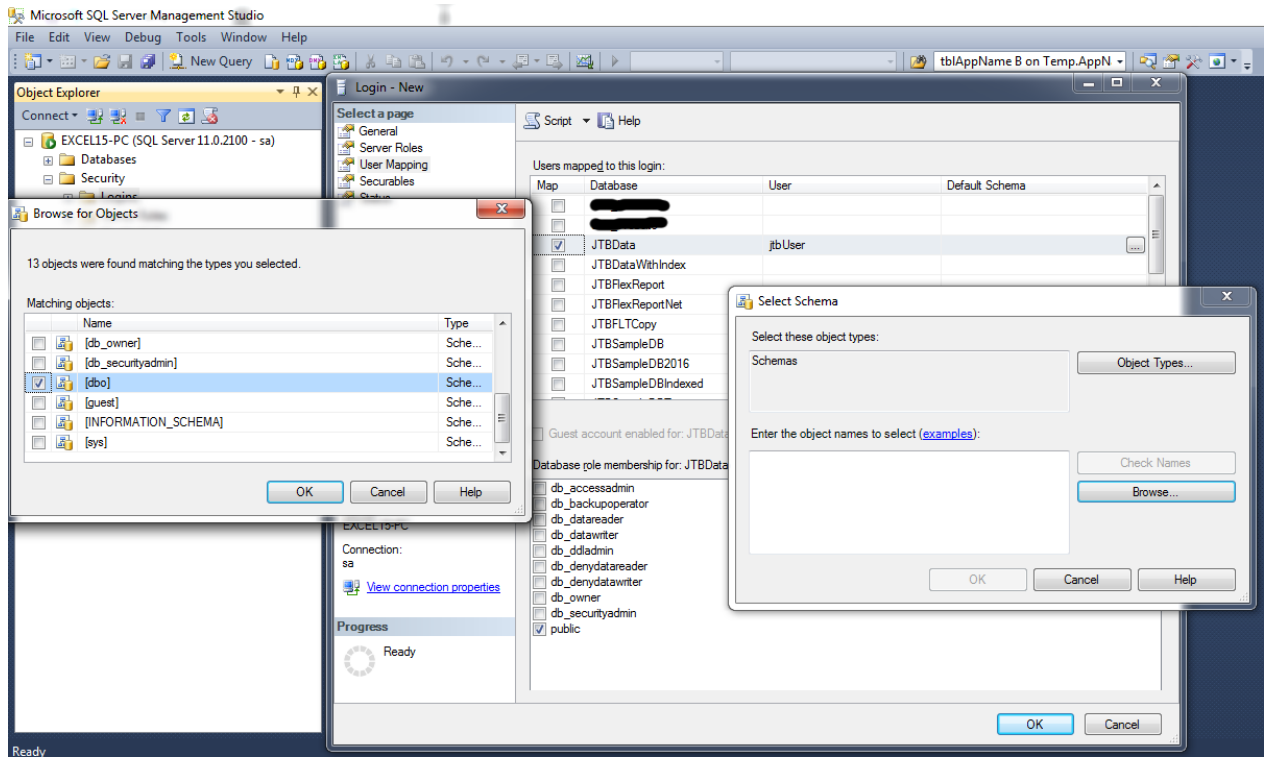 Microsoft SQL Server Management Studio
File Edit View Debug Tools Window Help
New Query
tblAppName B on Temp.AppN
Object Explorer
Connect
EXCEL15-PC (SQL Server 11.0.2100 - sa)
Databases
Security
Logins
Login - New
Select a page
General
Server Roles
User Mapping
Securables
Status
Script Help
Users mapped to this login:
Map Database User Default Schema
JTBData jtbUser ...
JTBDataWithIndex
JTBFlexReport
JTBFlexReportNet
JTBFLTCopy
JTBSampleDB
JTBSampleDB2016
JTBSampleDBIndexed
Guest account enabled for: JTBData
Database role membership for: JTBData
db_accessadmin
db_backupoperator
db_datareader
db_datawriter
db_ddladmin
db_denydatareader
db_denydatawriter
db_owner
db_securityadmin
public
EXCEL15-PC
Connection:
sa
View connection properties
Progress
Ready
OK Cancel
Browse for Objects
13 objects were found matching the types you selected.
Matching objects:
Name Type
[db_owner] Sche...
[db_securityadmin] Sche...
[dbo] Sche...
[guest] Sche...
[INFORMATION_SCHEMA] Sche...
[sys] Sche...
OK Cancel Help
Select Schema
Select these object types:
Schemas
Object Types...
Enter the object names to select (examples):
Check Names
Browse...
OK Cancel Help
Ready